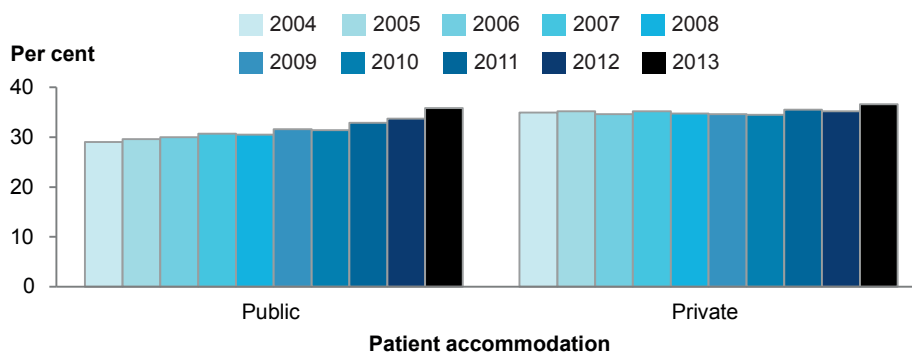 2004 2005 2006 2007 2008
2009 2010 2011 2012 2013
Per cent
40
30
20
10
0
Public Private
Patient accommodation